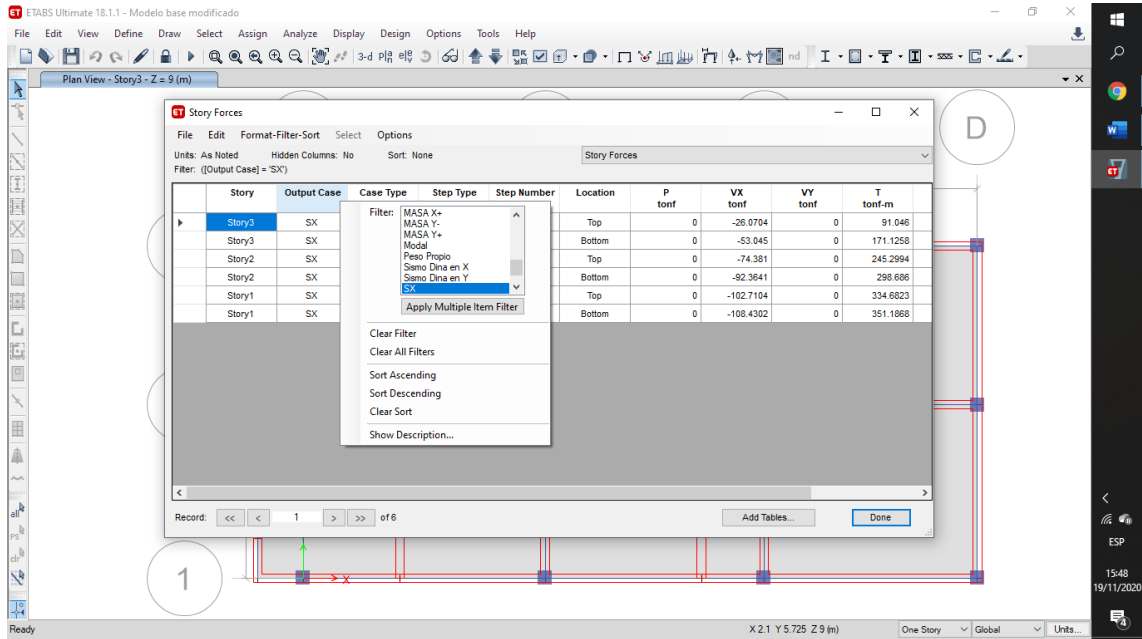 ETABS Ultimate 18.1.1 - Modelo base modificado
File Edit View Define Draw Select Assign Analyze Display Design Options Tools Help
3-d nd
Plan View - Story3 - Z = 9 (m)
Story Forces
File Edit Format-Filter-Sort Select Options
Units: As Noted Hidden Columns: No Sort: None Story Forces
Filter: ([Output Case] = 'SX')
Story Output Case Case Type Step Type Step Number Location P VX VY T
tonf tonf tonf tonf-m
Story3 SX 0 -26.0704 0 91.046
Story3 SX Bottom 0 -53.045 0 171.1258
Story2 SX Top 0 -74.381 0 245.2994
Story2 SX Bottom 0 -92.3641 0 298.686
Story1 SX Top 0 -102.7104 0 334.6823
Story1 SX Bottom 0 -108.4302 0 351.1868
Top
Filter:
MASA X+
MASA Y-
MASA Y+
Modal
Peso Propio
Sismo Dina en X
Sismo Dina en Y
SX
Apply Multiple Item Filter
Clear Filter
Clear All Filters
Sort Ascending
Sort Descending
Clear Sort
Show Description...
Record: << < 1 > >> of 6 Add Tables... Done
D
1
X
all
ps
clr
ESP
15:48
19/11/2020
4
Ready X 2.1 Y 5.725 Z 9 (m) One Story Global Units...